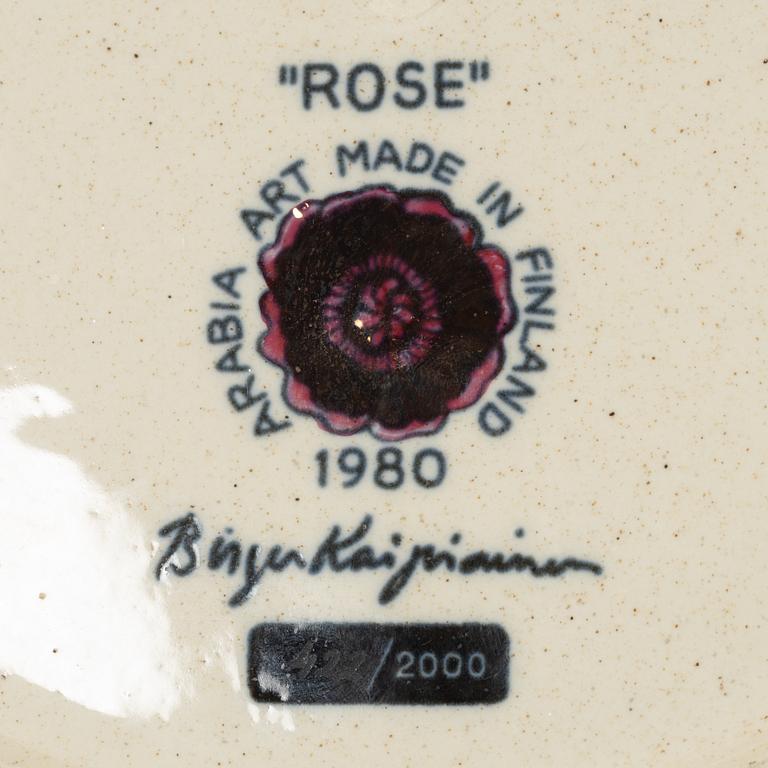 "ROSE"
ARABIA ART MADE IN FINLAND
1980
Birger Kaipiainen
/2000